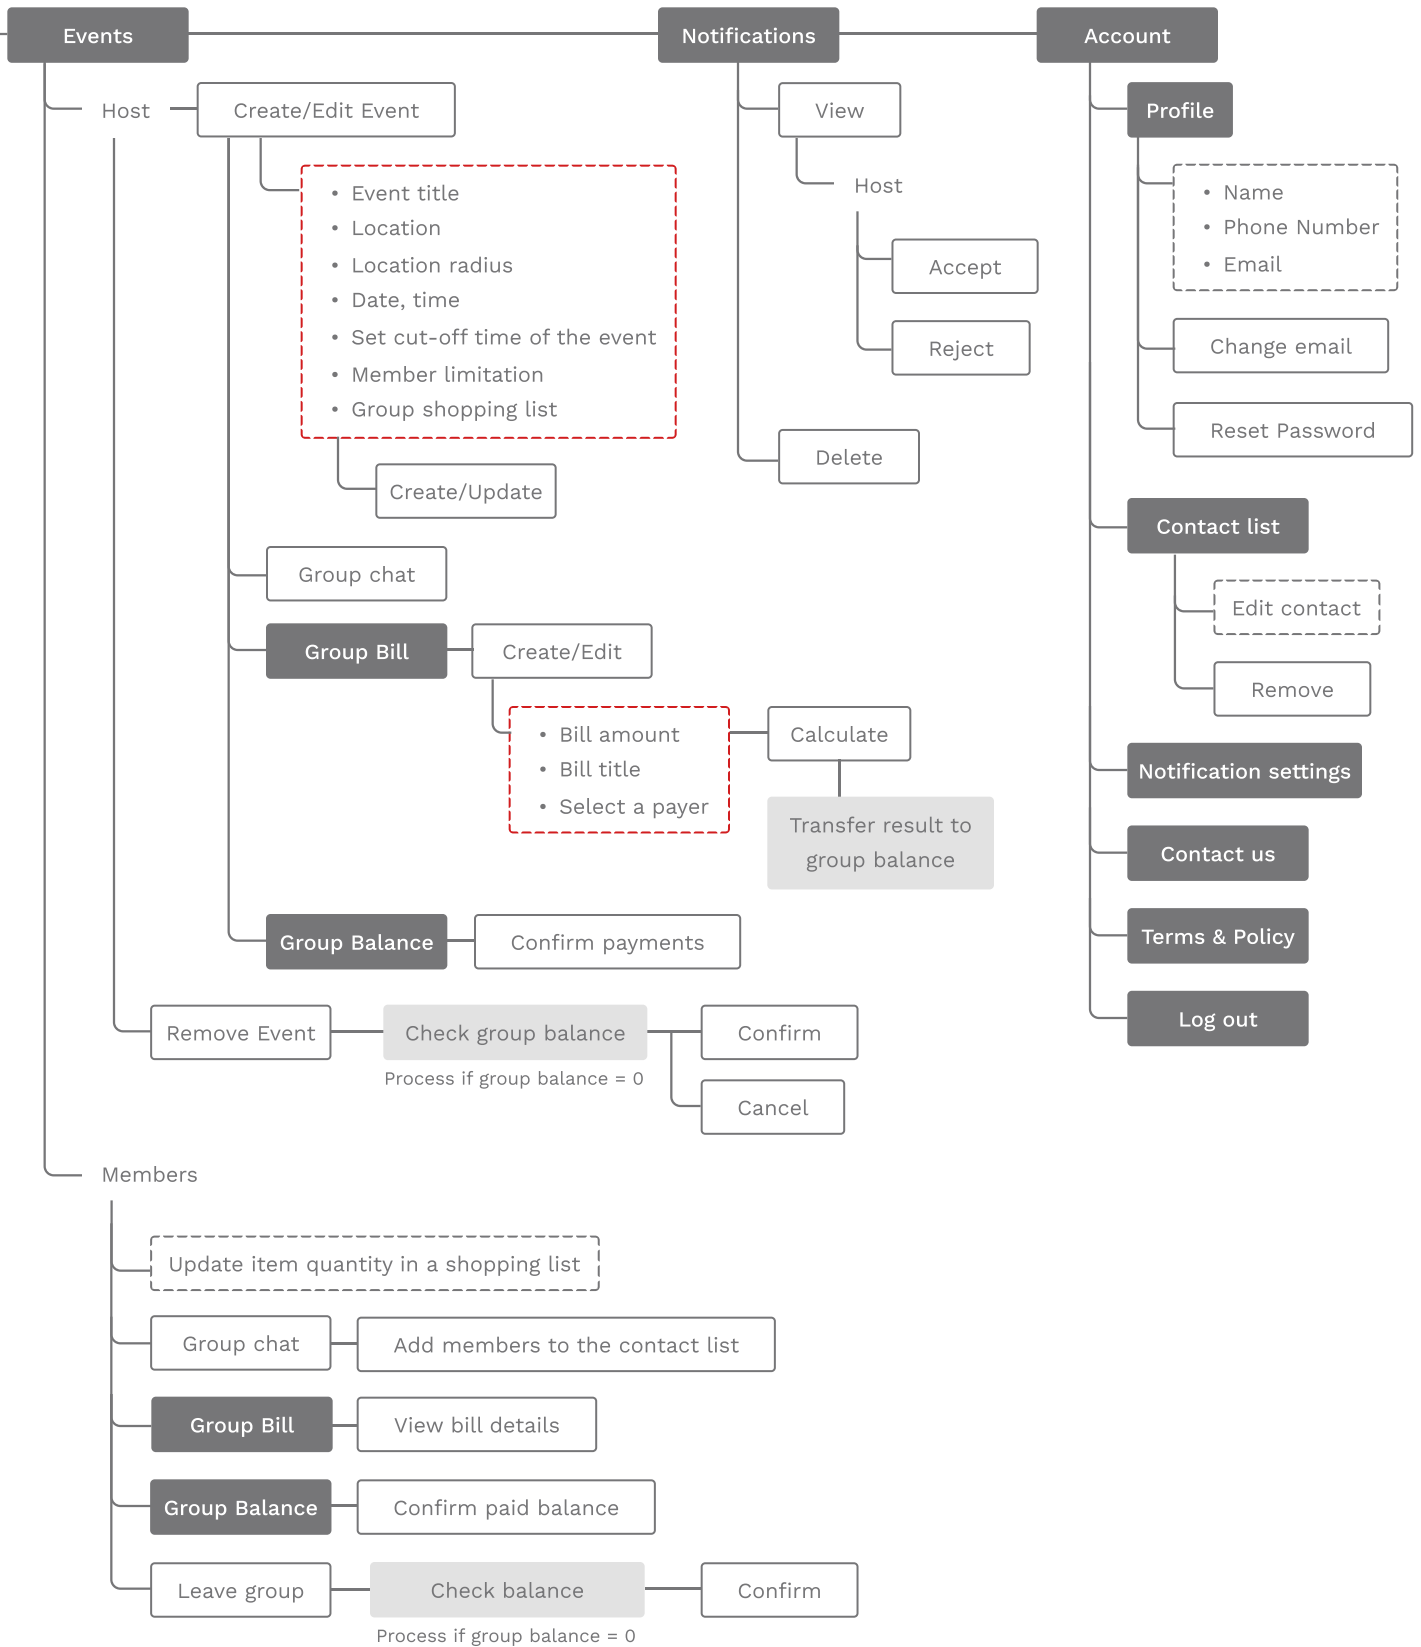 Events
Host
Create/Edit Event
• Event title
• Location
• Location radius
• Date, time
• Set cut-off time of the event
• Member limitation
• Group shopping list
Create/Update
Group chat
Group Bill
Create/Edit
• Bill amount
• Bill title
• Select a payer
Calculate
Transfer result to
group balance
Group Balance
Confirm payments
Remove Event
Check group balance
Process if group balance = 0
Confirm
Cancel
Members
Update item quantity in a shopping list
Group chat
Add members to the contact list
Group Bill
View bill details
Group Balance
Confirm paid balance
Leave group
Check balance
Process if group balance = 0
Confirm
Notifications
View
Host
Accept
Reject
Delete
Account
Profile
• Name
• Phone Number
• Email
Change email
Reset Password
Contact list
Edit contact
Remove
Notification settings
Contact us
Terms & Policy
Log out